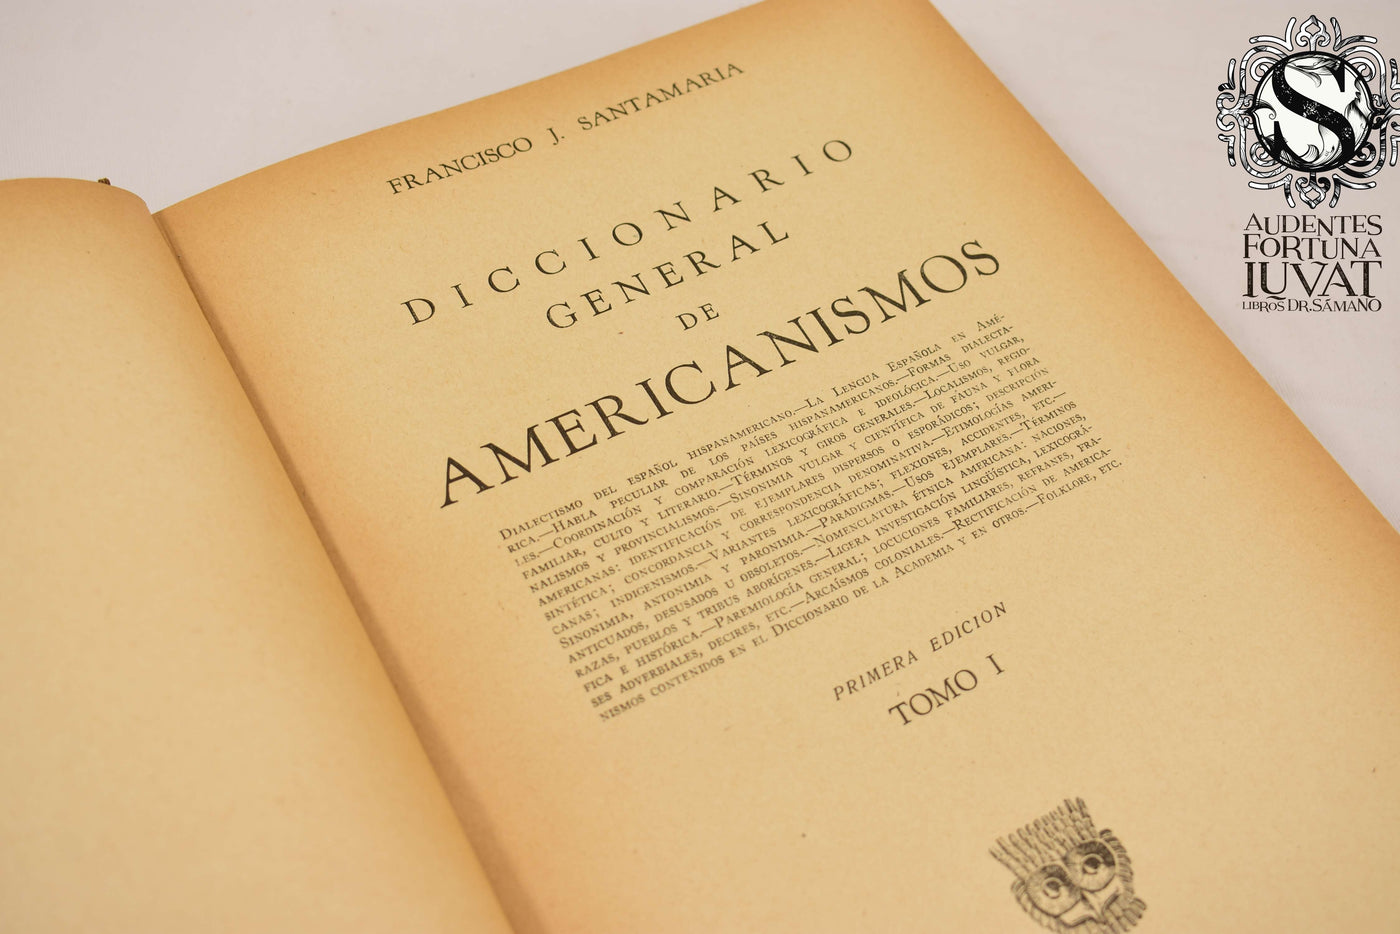 FRANCISCO J. SANTAMARIA
DICCIONARIO
GENERAL
DE
AMERICANISMOS
DIALECTISMO DEL ESPAÑOL HISPANAMERICANO.—LA LENGUA ESPAÑOLA EN AMÉ-
RICA.—HABLA PECULIAR DE LOS PAÍSES HISPANAMERICANOS.—FORMAS DIALECTA-
LES.—COORDINACIÓN Y COMPARACIÓN LEXICOGRÁFICA E IDEOLÓGICA.—USO VULGAR,
FAMILIAR, CULTO Y LITERARIO.—TÉRMINOS Y GIROS GENERALES.—LOCALISMOS, REGIO-
NALISMOS Y PROVINCIALISMOS.—SINONIMIA VULGAR Y CIENTÍFICA DE FAUNA Y FLORA
AMERICANAS: IDENTIFICACIÓN DE EJEMPLARES DISPERSOS O ESPORÁDICOS; DESCRIPCIÓN
SINTÉTICA; CONCORDANCIA Y CORRESPONDENCIA DENOMINATIVA.—ETIMOLOGÍAS AMERI-
CANAS; INDIGENISMOS.—VARIANTES LEXICOGRÁFICAS; FLEXIONES, ACCIDENTES, ETC.—
SINONIMIA, ANTONIMIA Y PARONIMIA.—PARADIGMAS.—USOS EJEMPLARES.—TÉRMINOS
ANTICUADOS, DESUSADOS U OBSOLETOS.—NOMENCLATURA ÉTNICA AMERICANA: NACIONES,
RAZAS, PUEBLOS Y TRIBUS ABORÍGENES.—LIGERA INVESTIGACIÓN LINGÜÍSTICA, LEXICOGRÁ-
FICA E HISTÓRICA.—PAREMIOLOGÍA GENERAL; LOCUCIONES FAMILIARES, REFRANES, FRA-
SES ADVERBIALES, DECIRES, ETC.—ARCAÍSMOS COLONIALES.—RECTIFICACIÓN DE AMERICA-
NISMOS CONTENIDOS EN EL DICCIONARIO DE LA ACADEMIA Y EN OTROS.—FOLKLORE, ETC.
PRIMERA EDICION
TOMO I
S
AUDENTES
FORTUNA
IUVAT
LIBROS DR. SÁMANO